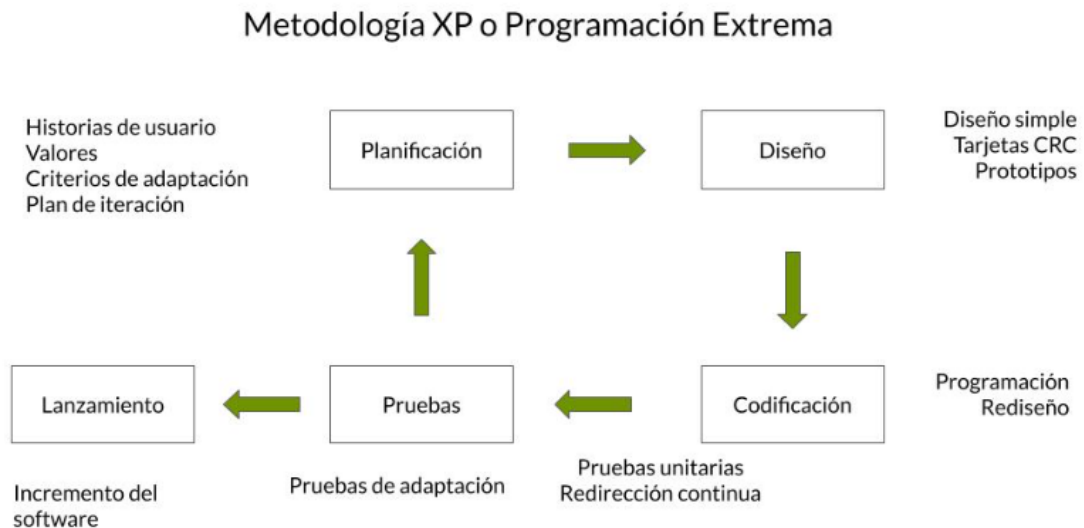 Metodología XP o Programación Extrema
Historias de usuario
Valores
Criterios de adaptación
Plan de iteración
Planificación
Diseño
Diseño simple
Tarjetas CRC
Prototipos
Lanzamiento
Pruebas
Codificación
Programación
Rediseño
Incremento del
software
Pruebas de adaptación
Pruebas unitarias
Redirección continua